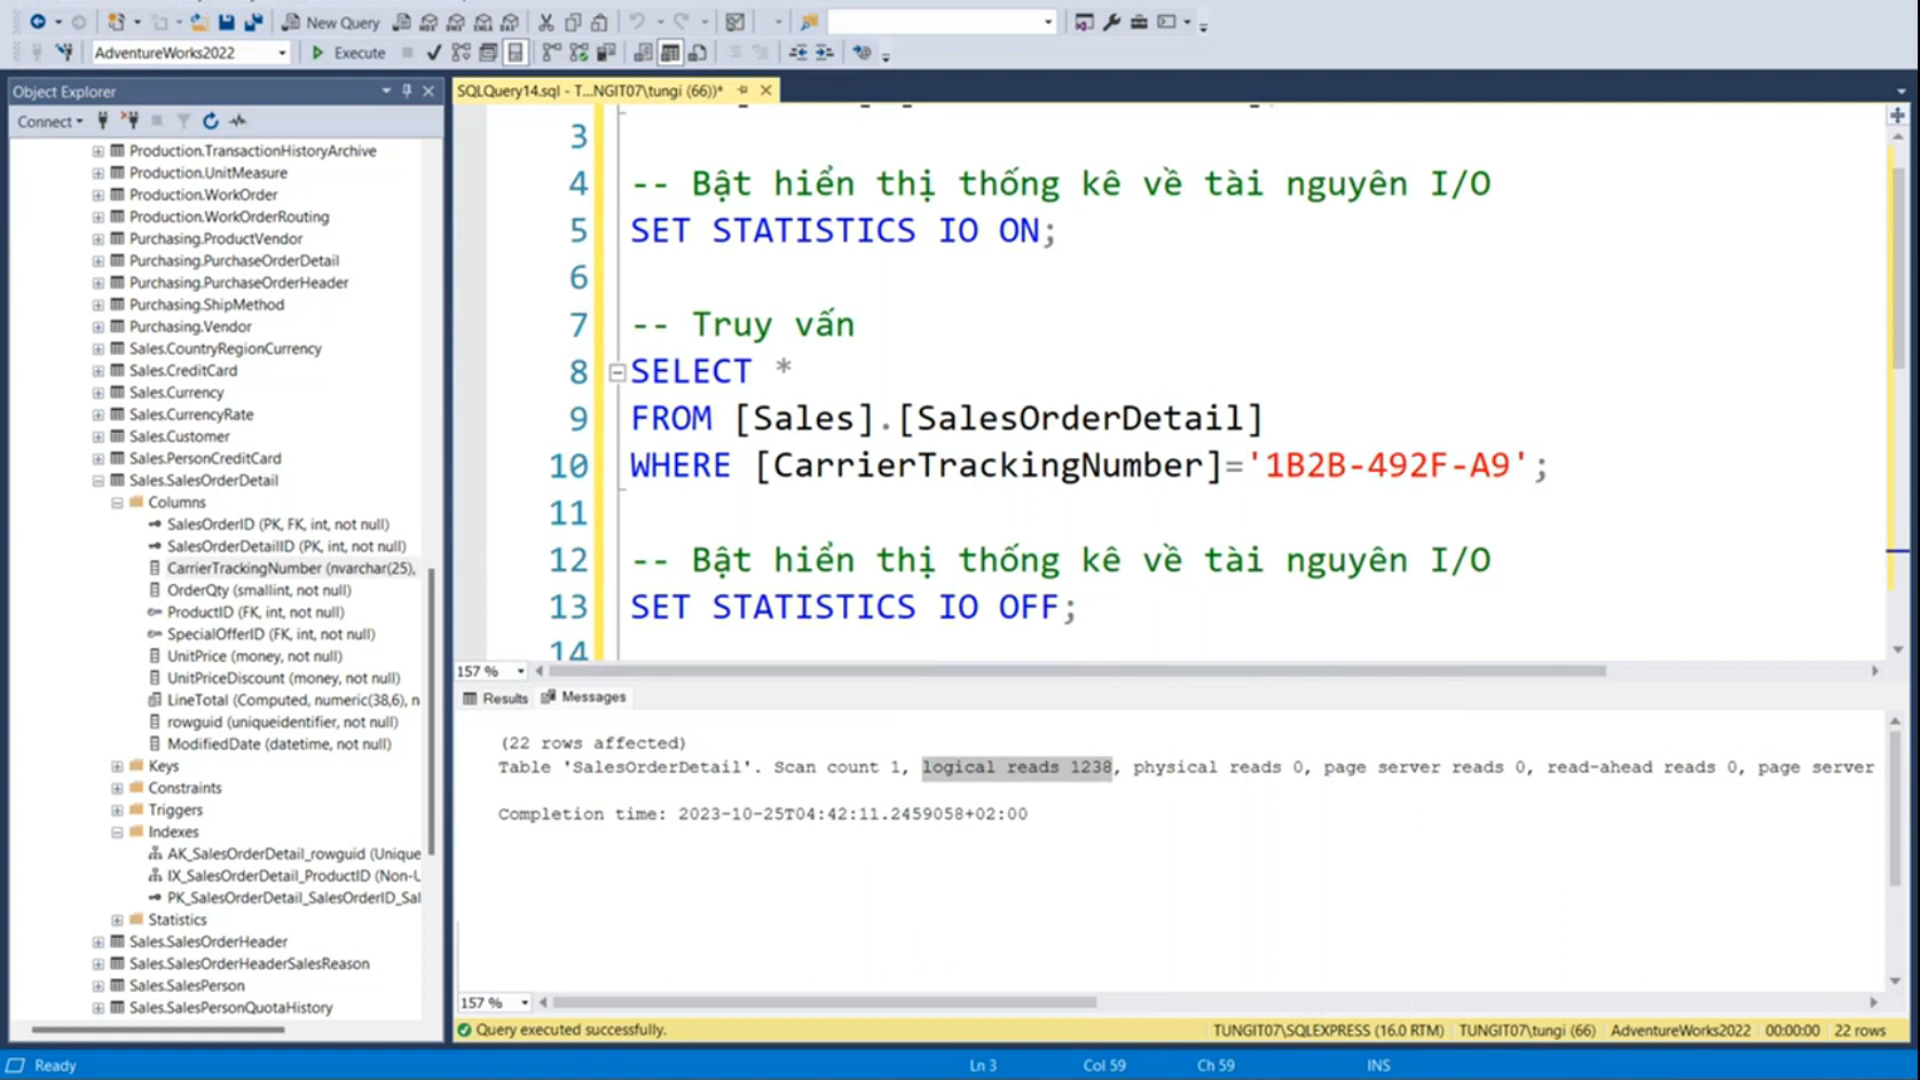 New Query
AdventureWorks2022
Execute
Object Explorer
Connect
Production.TransactionHistoryArchive
Production.UnitMeasure
Production.WorkOrder
Production.WorkOrderRouting
Purchasing.ProductVendor
Purchasing.PurchaseOrderDetail
Purchasing.PurchaseOrderHeader
Purchasing.ShipMethod
Purchasing.Vendor
Sales.CountryRegionCurrency
Sales.CreditCard
Sales.Currency
Sales.CurrencyRate
Sales.Customer
Sales.PersonCreditCard
Sales.SalesOrderDetail
Columns
SalesOrderID (PK, FK, int, not null)
SalesOrderDetailID (PK, int, not null)
CarrierTrackingNumber (nvarchar(25),
OrderQty (smallint, not null)
ProductID (FK, int, not null)
SpecialOfferID (FK, int, not null)
UnitPrice (money, not null)
UnitPriceDiscount (money, not null)
LineTotal (Computed, numeric(38,6), n
rowguid (uniqueidentifier, not null)
ModifiedDate (datetime, not null)
Keys
Constraints
Triggers
Indexes
AK_SalesOrderDetail_rowguid (Unique
IX_SalesOrderDetail_ProductID (Non-U
PK_SalesOrderDetail_SalesOrderID_Sal
Statistics
Sales.SalesOrderHeader
Sales.SalesOrderHeaderSalesReason
Sales.SalesPerson
Sales.SalesPersonQuotaHistory
SQLQuery14.sql - T...NGIT07\tungi (66))*
3
4 -- Bật hiển thị thống kê về tài nguyên I/O
5 SET STATISTICS IO ON;
6
7 -- Truy vấn
8 SELECT *
9 FROM [Sales].[SalesOrderDetail]
10 WHERE [CarrierTrackingNumber]='1B2B-492F-A9';
11
12 -- Bật hiển thị thống kê về tài nguyên I/O
13 SET STATISTICS IO OFF;
14
157 %
Results Messages
(22 rows affected)
Table 'SalesOrderDetail'. Scan count 1, logical reads 1238, physical reads 0, page server reads 0, read-ahead reads 0, page server
Completion time: 2023-10-25T04:42:11.2459058+02:00
157 %
Query executed successfully. TUNGIT07\SQLEXPRESS (16.0 RTM) TUNGIT07\tungi (66) AdventureWorks2022 00:00:00 22 rows
Ready Ln 3 Col 59 Ch 59 INS